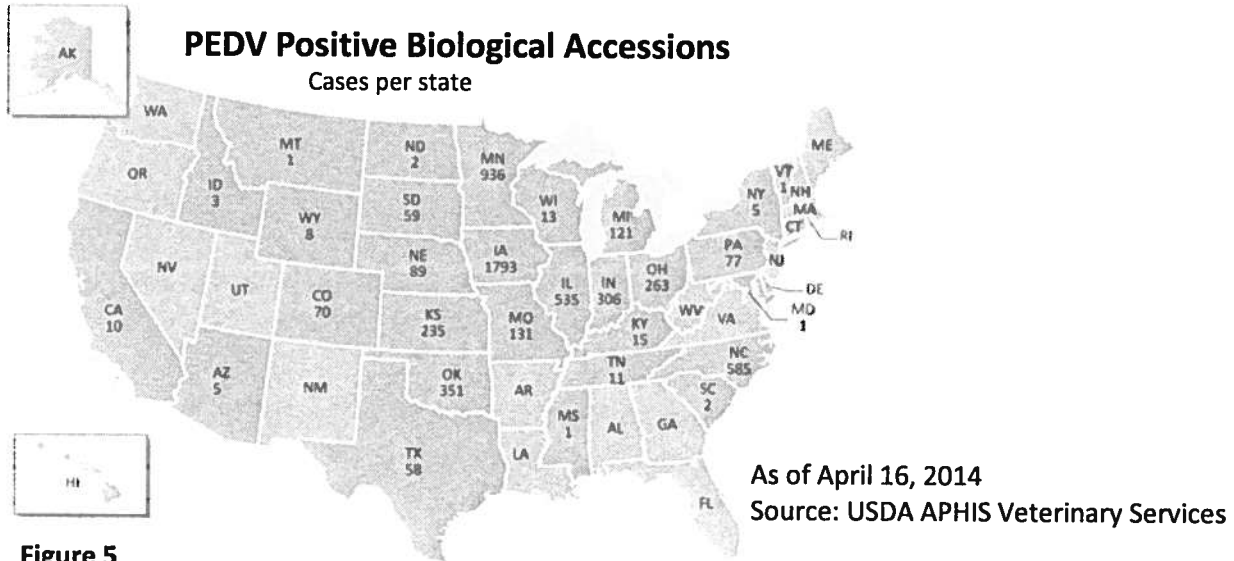 PEDV Positive Biological Accessions
Cases per state
AK
WA
OR
ID
3
MT
1
ND
2
MN
936
SD
59
WY
8
WI
13
MI
121
NY
5
VT
1
NH
ME
MA
CT
RI
PA
77
NJ
DE
MD
1
NE
89
IA
1793
IL
535
IN
306
OH
263
WV
VA
NV
UT
CO
70
CA
10
KS
235
MO
131
KY
15
NC
585
TN
11
SC
2
AZ
5
NM
OK
351
AR
MS
1
AL
GA
TX
58
LA
FL
HI
As of April 16, 2014
Source: USDA APHIS Veterinary Services
Figure 5